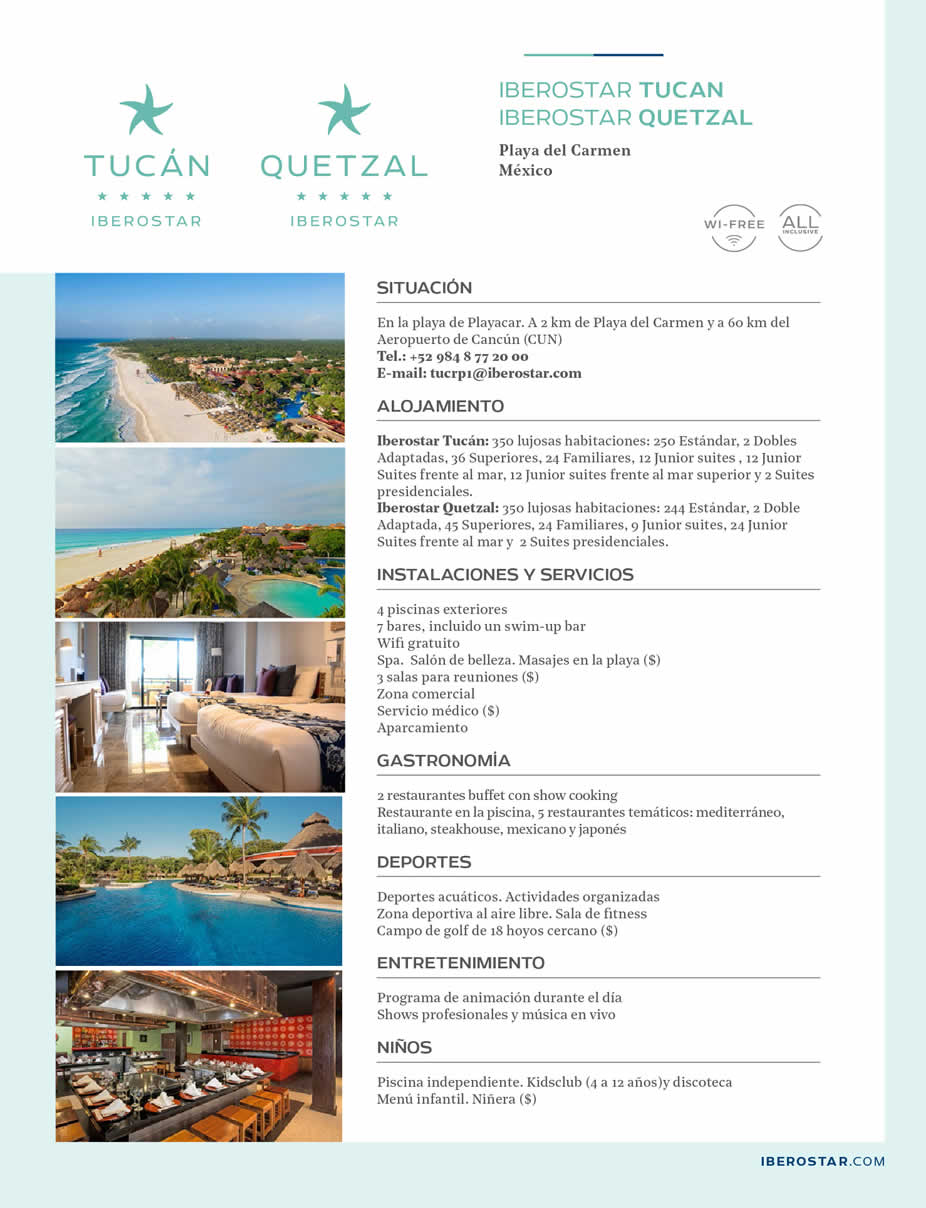 TUCÁN
★ ★ ★ ★ ★
IBEROSTAR
QUETZAL
★ ★ ★ ★ ★
IBEROSTAR
IBEROSTAR TUCAN
IBEROSTAR QUETZAL
Playa del Carmen
México
WI-FREE
ALL
INCLUSIVE
SITUACIÓN
En la playa de Playacar. A 2 km de Playa del Carmen y a 60 km del
Aeropuerto de Cancún (CUN)
Tel.: +52 984 8 77 20 00
E-mail: tucrp1@iberostar.com
ALOJAMIENTO
Iberostar Tucán: 350 lujosas habitaciones: 250 Estándar, 2 Dobles
Adaptadas, 36 Superiores, 24 Familiares, 12 Junior suites , 12 Junior
Suites frente al mar, 12 Junior suites frente al mar superior y 2 Suites
presidenciales.
Iberostar Quetzal: 350 lujosas habitaciones: 244 Estándar, 2 Doble
Adaptada, 45 Superiores, 24 Familiares, 9 Junior suites, 24 Junior
Suites frente al mar y  2 Suites presidenciales.
INSTALACIONES Y SERVICIOS
4 piscinas exteriores
7 bares, incluido un swim-up bar
Wifi gratuito
Spa.  Salón de belleza. Masajes en la playa ($)
3 salas para reuniones ($)
Zona comercial
Servicio médico ($)
Aparcamiento
GASTRONOMÍA
2 restaurantes buffet con show cooking
Restaurante en la piscina, 5 restaurantes temáticos: mediterráneo,
italiano, steakhouse, mexicano y japonés
DEPORTES
Deportes acuáticos. Actividades organizadas
Zona deportiva al aire libre. Sala de fitness
Campo de golf de 18 hoyos cercano ($)
ENTRETENIMIENTO
Programa de animación durante el día
Shows profesionales y música en vivo
NIÑOS
Piscina independiente. Kidsclub (4 a 12 años)y discoteca
Menú infantil. Niñera ($)
IBEROSTAR.COM